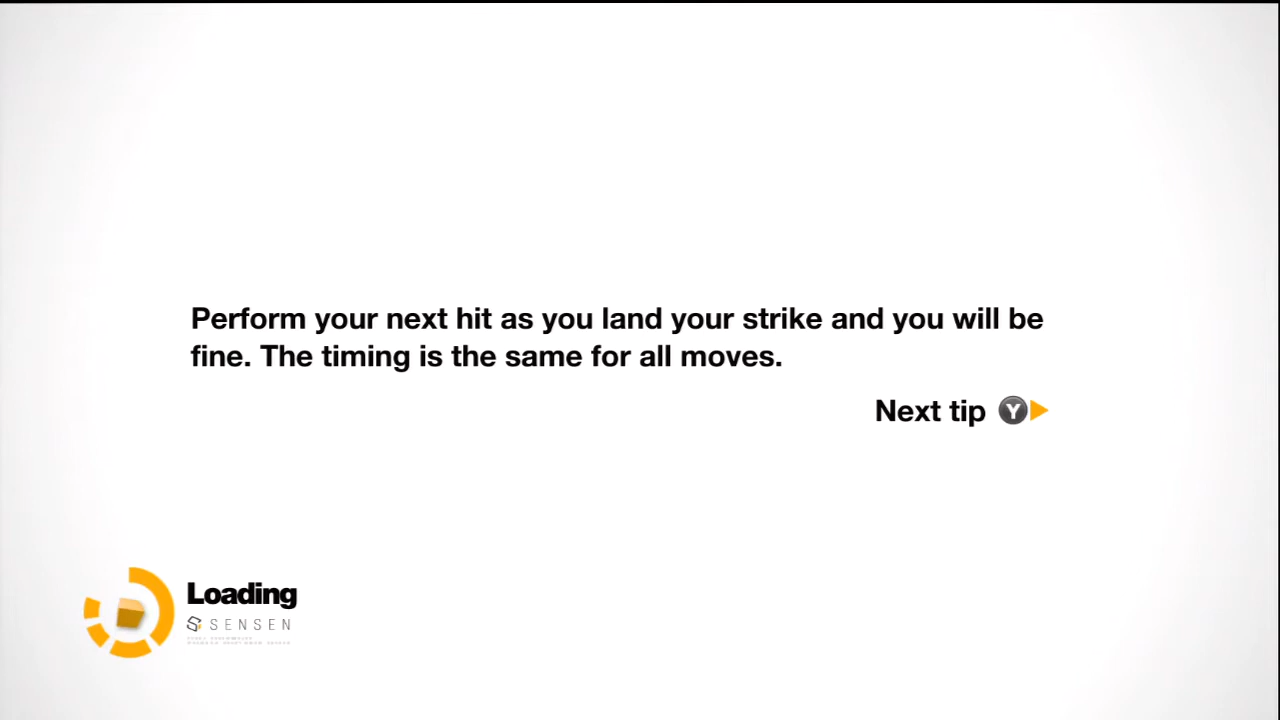 Perform your next hit as you land your strike and you will be
fine. The timing is the same for all moves.
Next tip Y
Loading
SENSEN